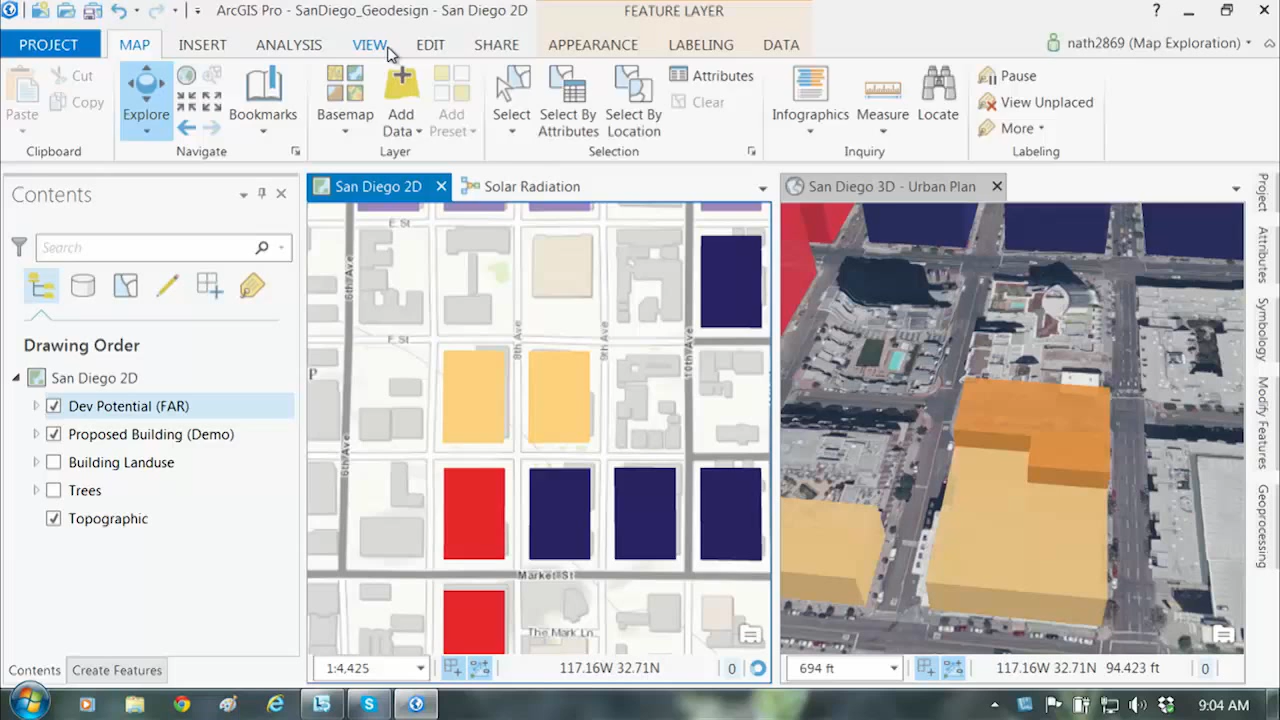 ArcGIS Pro - SanDiego_Geodesign - San Diego 2D
FEATURE LAYER
?
PROJECT
MAP
INSERT
ANALYSIS
VIEW
EDIT
SHARE
APPEARANCE
LABELING
DATA
nath2869 (Map Exploration)
Paste
Cut
Copy
Clipboard
Explore
Bookmarks
Navigate
Basemap
Add
Data
Add
Preset
Layer
Select
Select By
Attributes
Select By
Location
Attributes
Clear
Selection
Infographics
Measure
Locate
Inquiry
Pause
View Unplaced
More
Labeling
Contents
Search
Drawing Order
San Diego 2D
Dev Potential (FAR)
Proposed Building (Demo)
Building Landuse
Trees
Topographic
Contents
Create Features
San Diego 2D
Solar Radiation
E St
6th Ave
F St
8th Ave
9th Ave
10th Ave
P
6th Ave
Market St
The Mark Ln
1:4,425
117.16W 32.71N
0
San Diego 3D - Urban Plan
694 ft
117.16W 32.71N 94.423 ft
0
Project
Attributes
Symbology
Modify Features
Geoprocessing
9:04 AM